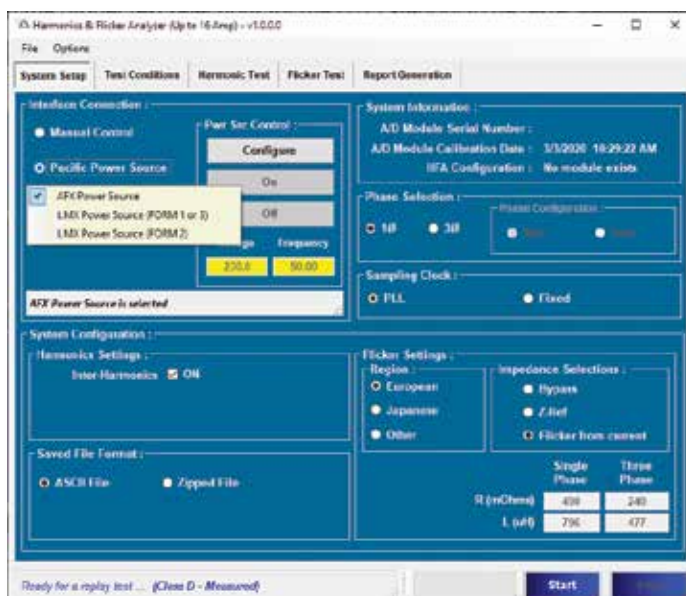 Harmonics & Flicker Analyzer (Up to 16 Amp) - v1.0.0.0
File Options
System Setup Test Conditions Harmonic Test Flicker Test Report Generation
Interface Connection :
Manual Control
Pacific Power Source
AFX Power Source
LMX Power Source (FORM 1 or 3)
LMX Power Source (FORM 2)
AFX Power Source is selected
Pwr Src Control :
Configure
On
Off
Frequency
230.0 50.00
System Information :
A/D Module Serial Number :
A/D Module Calibration Date : 3/3/2020 10:29:22 AM
HFA Configuration : No module exists
Phase Selection :
1Ø 3Ø
Phase Configuration :
Sampling Clock :
PLL Fixed
System Configuration :
Harmonics Settings :
Inter-Harmonics ON
Saved File Format :
ASCII File Zipped File
Flicker Settings :
Region :
European
Japanese
Other
Impedance Selections :
Bypass
Z.Ref
Flicker from current
Single Phase Three Phase
R (mOhms) 400 240
L (uH) 796 477
Ready for a replay test ... (Class D - Measured)
Start